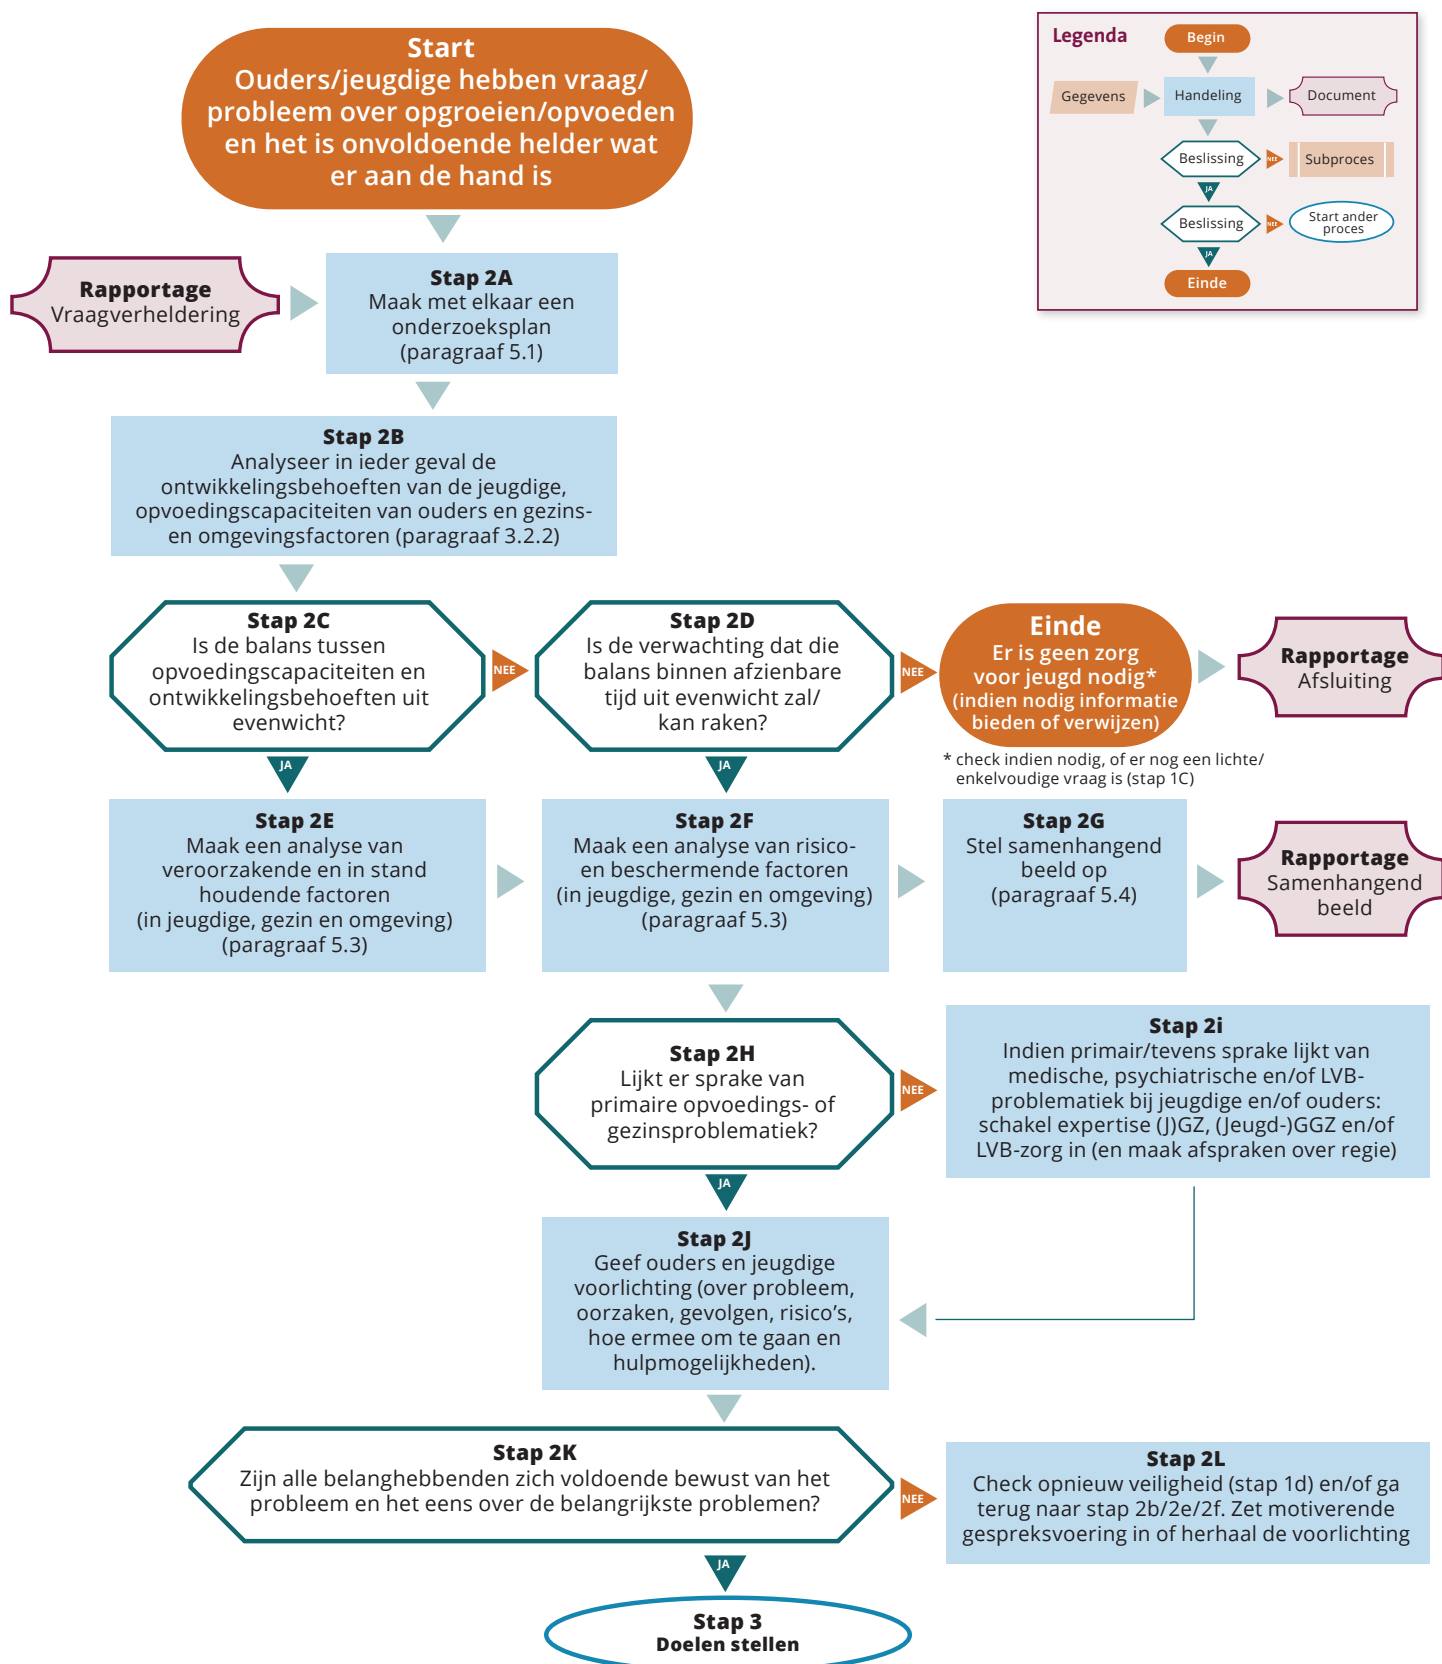 Start
Ouders/jeugdige hebben vraag/
probleem over opgroeien/opvoeden
en het is onvoldoende helder wat
er aan de hand is
Legenda
Begin
Gegevens
Handeling
Document
Beslissing
NEE
Subproces
JA
Beslissing
NEE
Start ander
proces
JA
Einde
Rapportage
Vraagverheldering
Stap 2A
Maak met elkaar een
onderzoeksplan
(paragraaf 5.1)
Stap 2B
Analyseer in ieder geval de
ontwikkelingsbehoeften van de jeugdige,
opvoedingscapaciteiten van ouders en gezins-
en omgevingsfactoren (paragraaf 3.2.2)
Stap 2C
Is de balans tussen
opvoedingscapaciteiten en
ontwikkelingsbehoeften uit
evenwicht?
NEE
Stap 2D
Is de verwachting dat die
balans binnen afzienbare
tijd uit evenwicht zal/
kan raken?
NEE
Einde
Er is geen zorg
voor jeugd nodig*
(indien nodig informatie
bieden of verwijzen)
Rapportage
Afsluiting
* check indien nodig, of er nog een lichte/
enkelvoudige vraag is (stap 1C)
JA
JA
Stap 2E
Maak een analyse van
veroorzakende en in stand
houdende factoren
(in jeugdige, gezin en omgeving)
(paragraaf 5.3)
Stap 2F
Maak een analyse van risico-
en beschermende factoren
(in jeugdige, gezin en omgeving)
(paragraaf 5.3)
Stap 2G
Stel samenhangend
beeld op
(paragraaf 5.4)
Rapportage
Samenhangend
beeld
Stap 2H
Lijkt er sprake van
primaire opvoedings- of
gezinsproblematiek?
NEE
Stap 2i
Indien primair/tevens sprake lijkt van
medische, psychiatrische en/of LVB-
problematiek bij jeugdige en/of ouders:
schakel expertise (J)GZ, (Jeugd-)GGZ en/of
LVB-zorg in (en maak afspraken over regie)
JA
Stap 2J
Geef ouders en jeugdige
voorlichting (over probleem,
oorzaken, gevolgen, risico's,
hoe ermee om te gaan en
hulpmogelijkheden).
Stap 2K
Zijn alle belanghebbenden zich voldoende bewust van het
probleem en het eens over de belangrijkste problemen?
NEE
Stap 2L
Check opnieuw veiligheid (stap 1d) en/of ga
terug naar stap 2b/2e/2f. Zet motiverende
gespreksvoering in of herhaal de voorlichting
JA
Stap 3
Doelen stellen